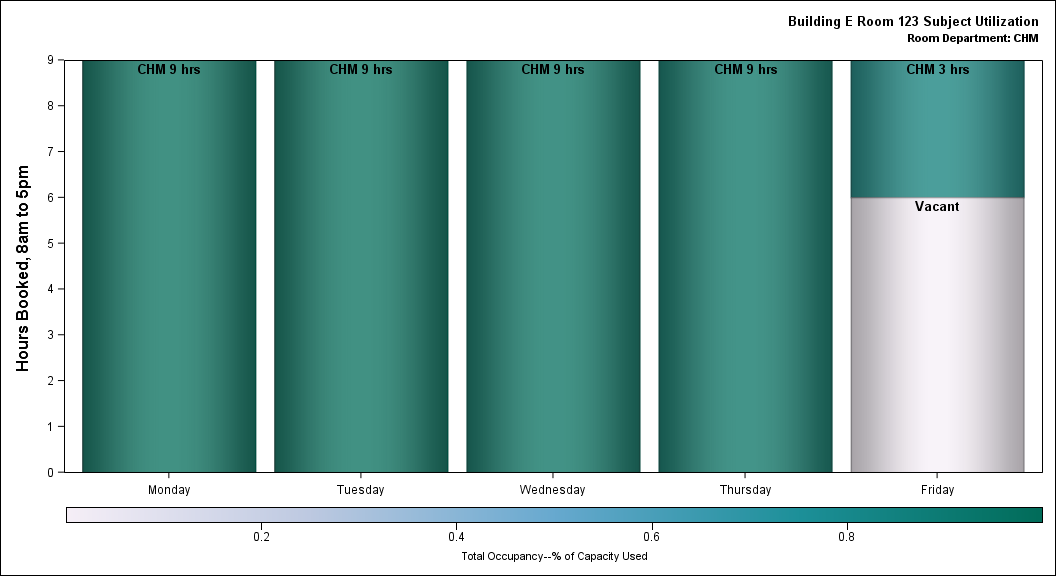 Building E Room 123 Subject Utilization
Room Department: CHM
Hours Booked, 8am to 5pm
9
8
7
6
5
4
3
2
1
0
CHM 9 hrs
CHM 9 hrs
CHM 9 hrs
CHM 9 hrs
CHM 3 hrs
Vacant
Monday
Tuesday
Wednesday
Thursday
Friday
0.2
0.4
0.6
0.8
Total Occupancy--% of Capacity Used